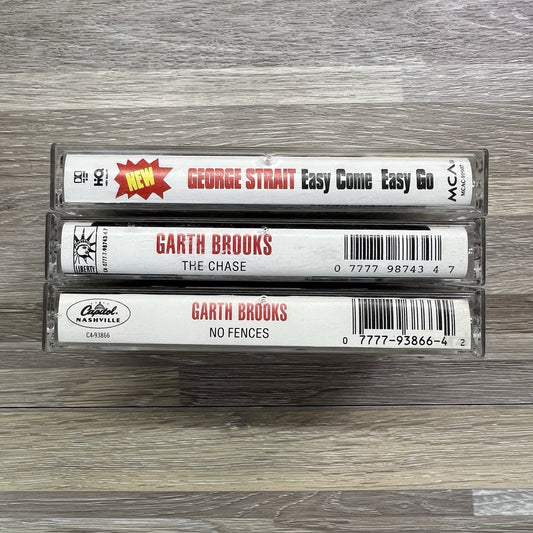 HQ NEW GEORGE STRAIT Easy Come Easy Go MCA
LIBERTY GARTH BROOKS
THE CHASE
0 7777 98743 4 7
Capitol
NASHVILLE
C4-93866
GARTH BROOKS
NO FENCES
0 7777-93866-4 2